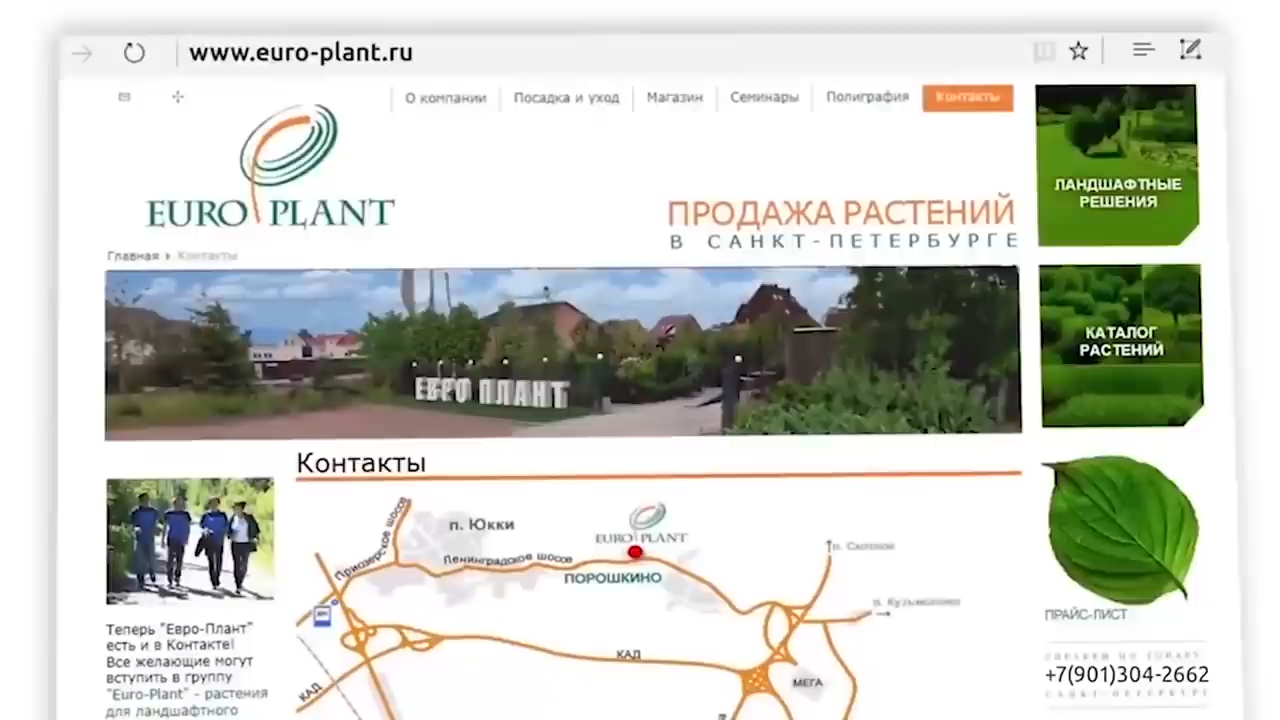 www.euro-plant.ru
О компании
Посадка и уход
Магазин
Семинары
Полиграфия
Контакты
EURO PLANT
ПРОДАЖА РАСТЕНИЙ
В САНКТ-ПЕТЕРБУРГЕ
ЛАНДШАФТНЫЕ
РЕШЕНИЯ
Главная
Контакты
ЕВРО ПЛАНТ
КАТАЛОГ
РАСТЕНИЙ
Контакты
п. Юкки
EURO PLANT
Приозерское шоссе
Ленинградское шоссе
ПОРОШКИНО
п. Кузьмолово
КАД
КАД
МЕГА
Теперь "Евро-Плант"
есть и в Контакте!
Все желающие могут
вступить в группу
"Euro-Plant" - растения
для ландшафтного
ПРАЙС-ЛИСТ
+7(901)304-2662